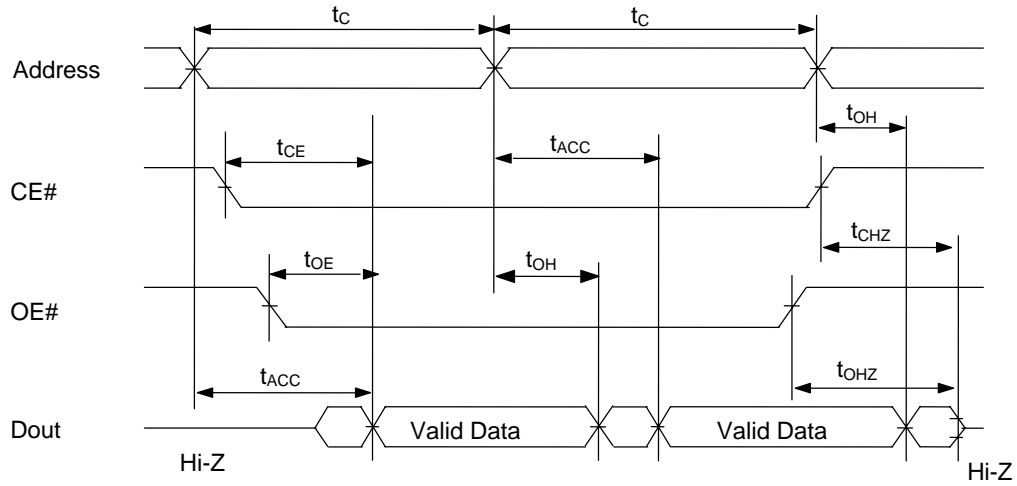 tC
tC
Address
tOH
tCE
tACC
CE#
tCHZ
tOE
tOH
OE#
tACC
tOHZ
Dout
Valid Data
Valid Data
Hi-Z
Hi-Z